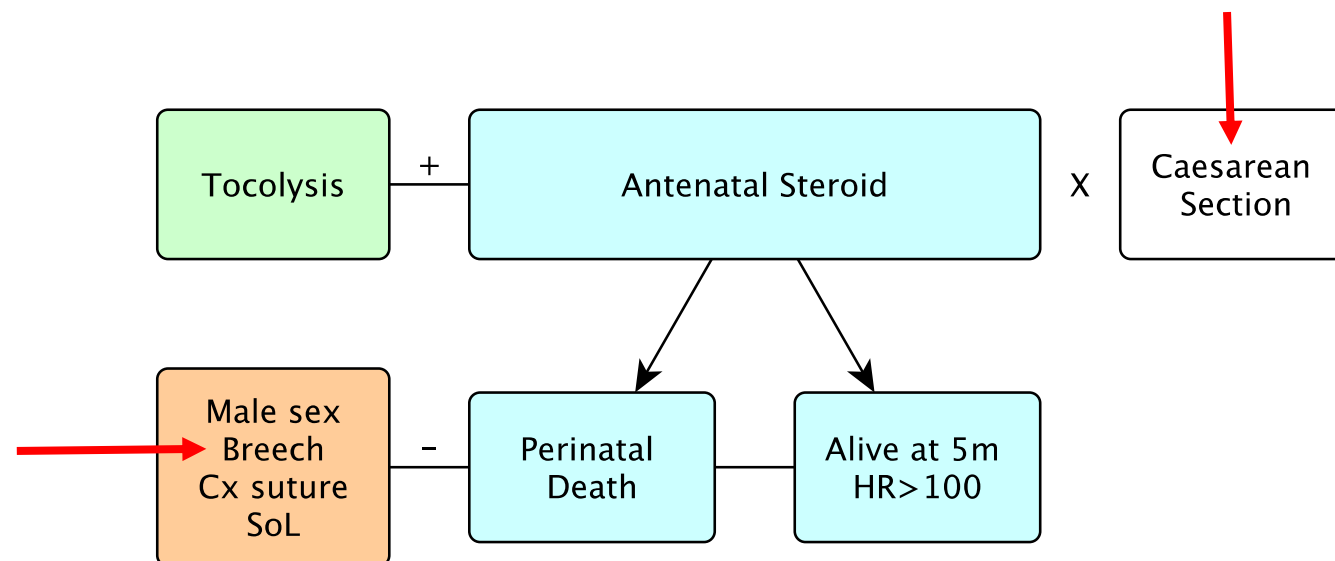 Tocolysis
+
Antenatal Steroid
X
Caesarean
Section
Male sex
Breech
Cx suture
SoL
–
Perinatal
Death
Alive at 5m
HR>100